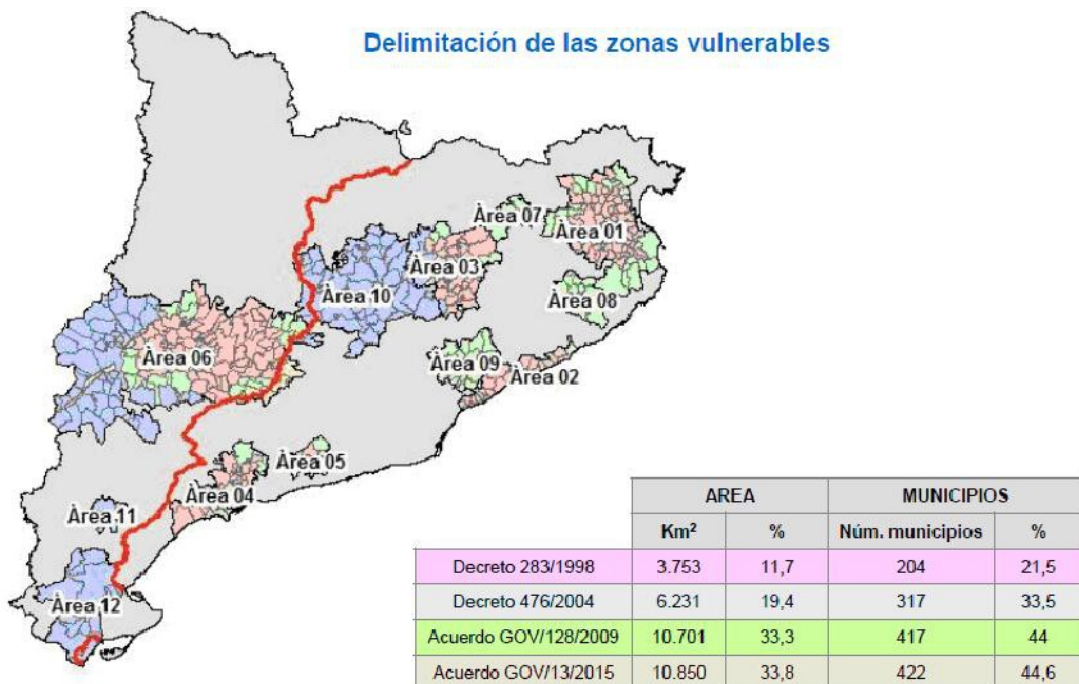 Delimitación de las zonas vulnerables
Àrea 07
Àrea 01
Àrea 03
Àrea 10
Àrea 08
Àrea 06
Àrea 09
Àrea 02
Àrea 05
Àrea 04
Àrea 11
Àrea 12
AREA MUNICIPIOS
Km² % Núm. municipios %
Decreto 283/1998 3.753 11,7 204 21,5
Decreto 476/2004 6.231 19,4 317 33,5
Acuerdo GOV/128/2009 10.701 33,3 417 44
Acuerdo GOV/13/2015 10.850 33,8 422 44,6